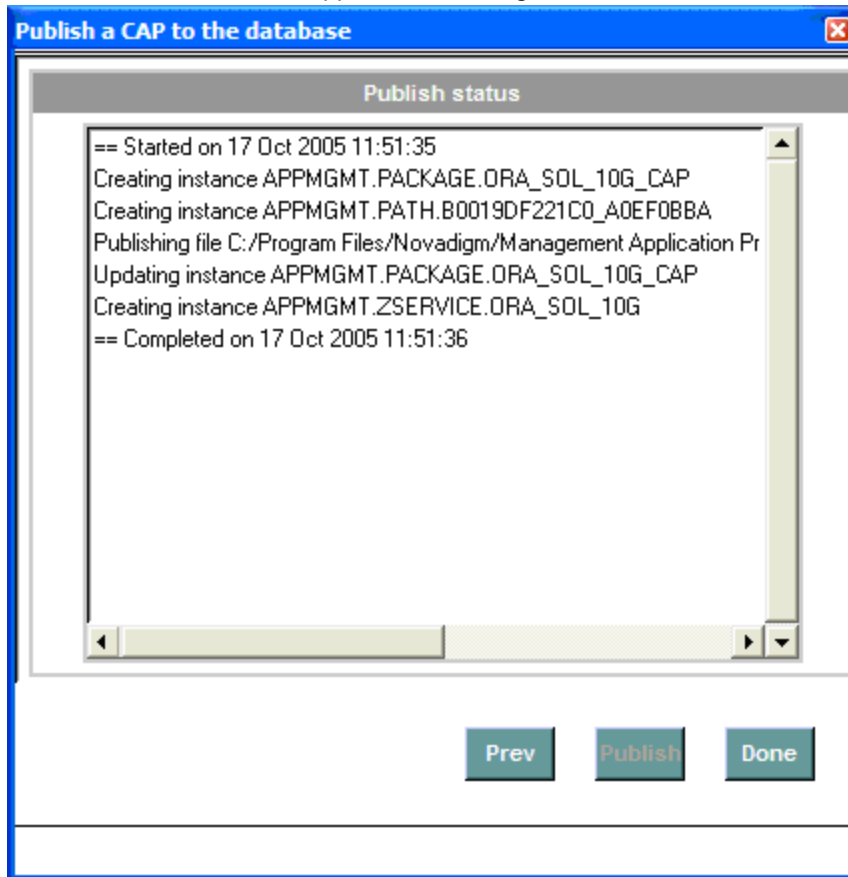 Publish a CAP to the database
Publish status
== Started on 17 Oct 2005 11:51:35
Creating instance APPMGMT.PACKAGE.ORA_SOL_10G_CAP
Creating instance APPMGMT.PATH.B0019DF221C0_A0EF0BBA
Publishing file C:/Program Files/Novadigm/Management Application Pr
Updating instance APPMGMT.PACKAGE.ORA_SOL_10G_CAP
Creating instance APPMGMT.ZSERVICE.ORA_SOL_10G
== Completed on 17 Oct 2005 11:51:36
Prev Publish Done